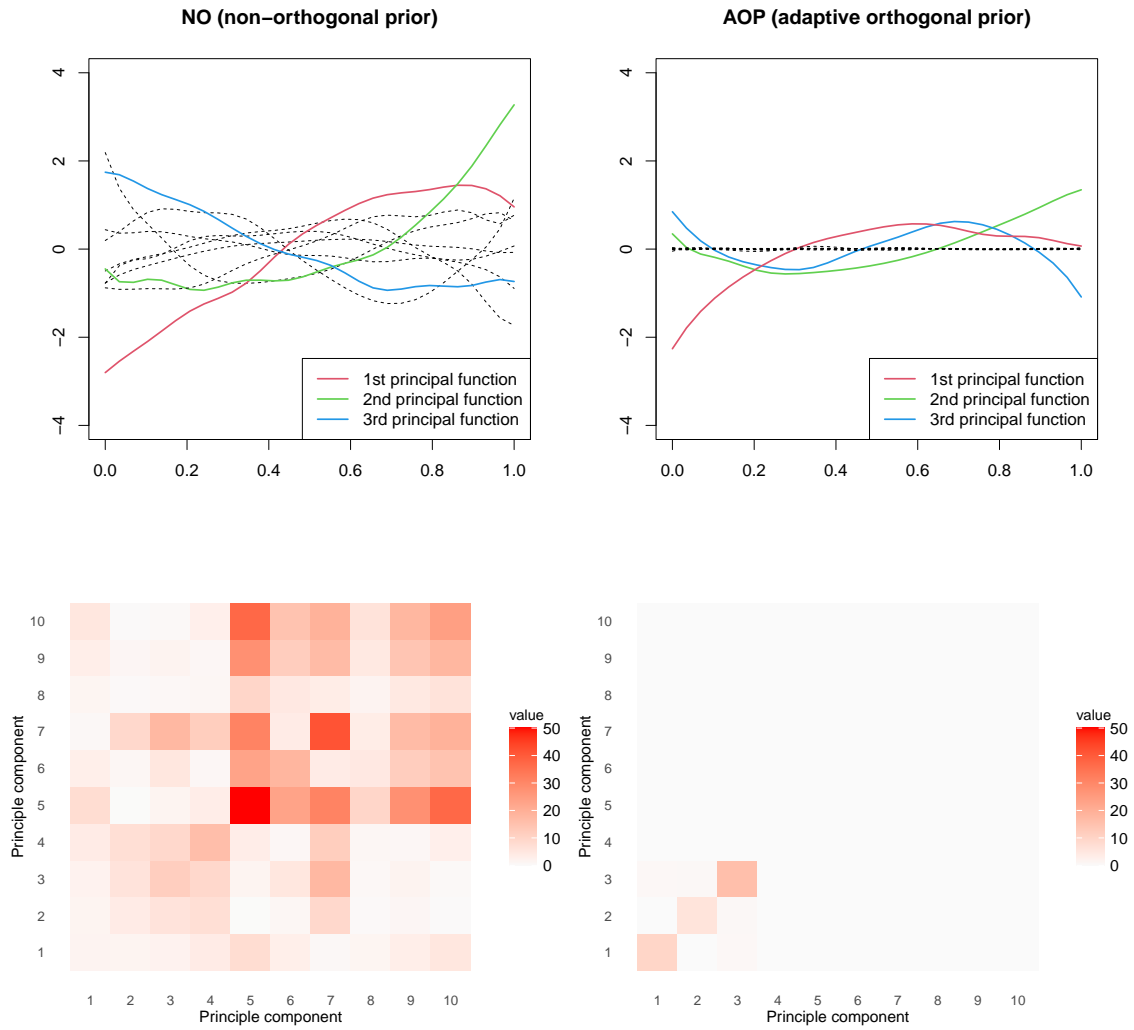 NO (non−orthogonal prior)
4
2
0
−2
−4
0.0 0.2 0.4 0.6 0.8 1.0
1st principal function
2nd principal function
3rd principal function
AOP (adaptive orthogonal prior)
4
2
0
−2
−4
0.0 0.2 0.4 0.6 0.8 1.0
1st principal function
2nd principal function
3rd principal function
Principle component
10
9
8
7
6
5
4
3
2
1
1 2 3 4 5 6 7 8 9 10
Principle component
value
50
40
30
20
10
0
Principle component
10
9
8
7
6
5
4
3
2
1
1 2 3 4 5 6 7 8 9 10
Principle component
value
50
40
30
20
10
0